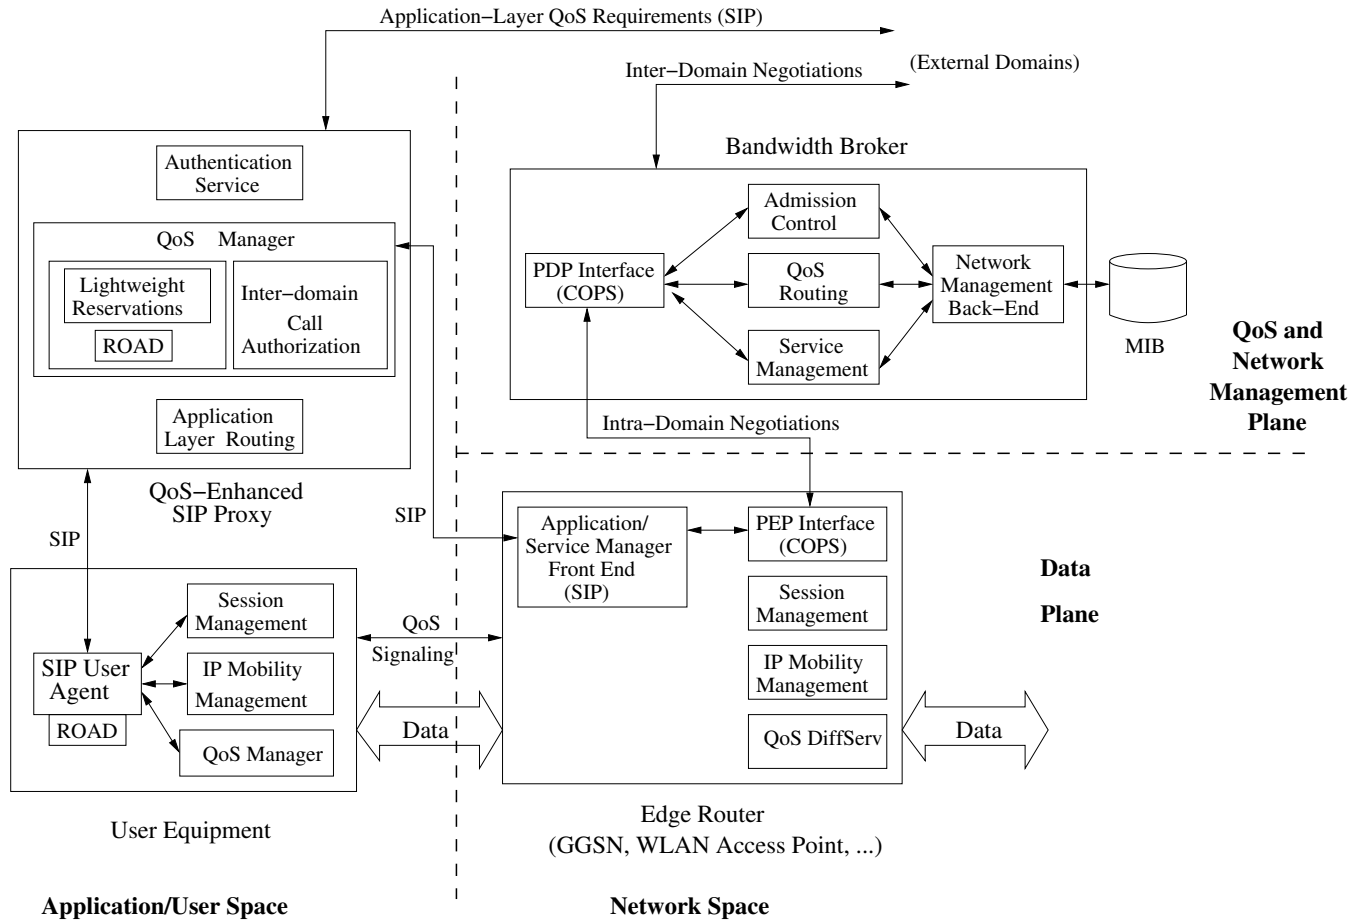 Application−Layer QoS Requirements (SIP)
Inter−Domain Negotiations
(External Domains)
Authentication
Service
QoS Manager
Lightweight
Reservations
ROAD
Inter−domain
Call
Authorization
Application
Layer Routing
QoS−Enhanced
SIP Proxy
Bandwidth Broker
PDP Interface
(COPS)
Admission
Control
QoS
Routing
Service
Management
Network
Management
Back−End
MIB
QoS and
Network
Management
Plane
Intra−Domain Negotiations
SIP
SIP
Application/
Service Manager
Front End
(SIP)
PEP Interface
(COPS)
Session
Management
IP Mobility
Management
QoS DiffServ
Data
Plane
Session
Management
SIP User
Agent
ROAD
IP Mobility
Management
QoS Manager
QoS
Signaling
Data
Data
User Equipment
Edge Router
(GGSN, WLAN Access Point, ...)
Application/User Space
Network Space